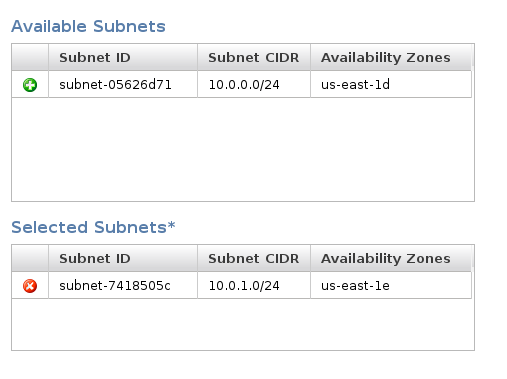 Available Subnets
Subnet ID Subnet CIDR Availability Zones
subnet-05626d71 10.0.0.0/24 us-east-1d
Selected Subnets*
Subnet ID Subnet CIDR Availability Zones
subnet-7418505c 10.0.1.0/24 us-east-1e